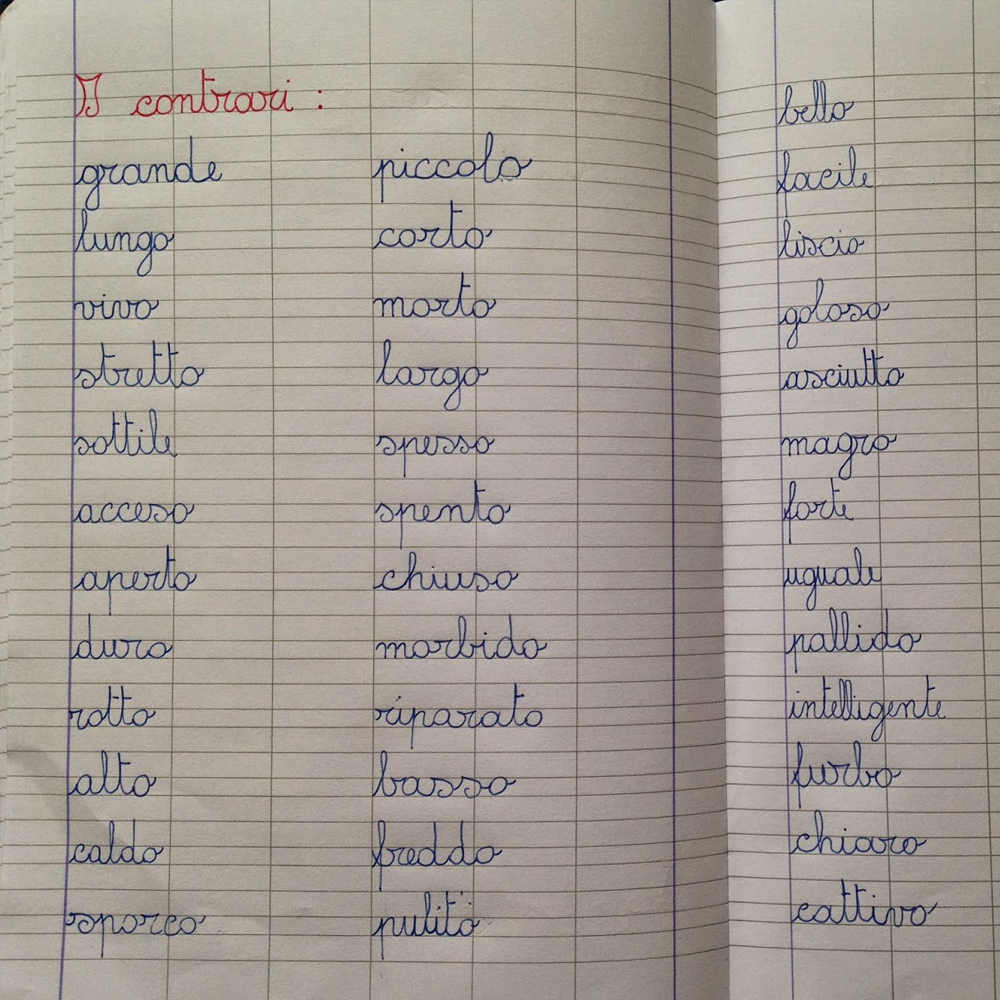 I contrari :
grande piccolo
lungo corto
vivo morto
stretto largo
sottile spesso
acceso spento
aperto chiuso
duro morbido
rotto riparato
alto basso
caldo freddo
sporco pulito
bello
facile
liscio
goloso
asciutto
magro
forte
uguale
pallido
intelligente
furbo
chiaro
cattivo